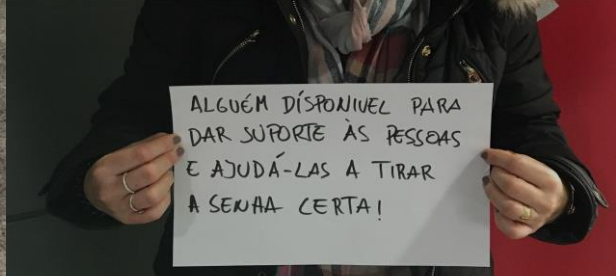 ALGUÉM DÍSPONIVEL PARA
DAR SUPORTE ÀS PESSOAS
E AJUDÁ-LAS A TIRAR
A SENHA CERTA!